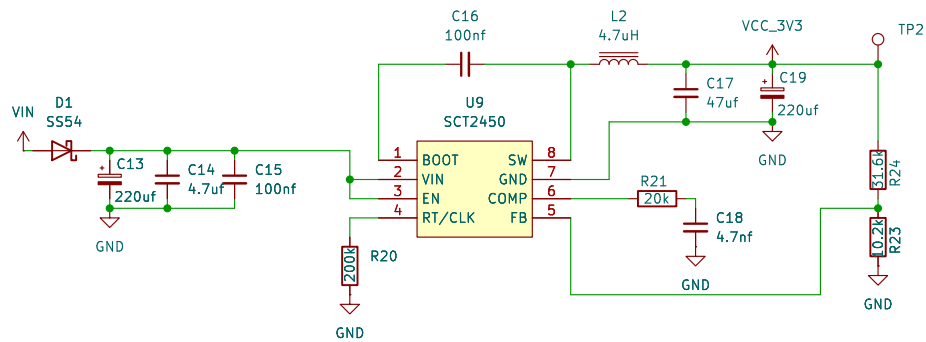 C16
100nf
L2
4.7uH
VCC_3V3
TP2
VIN
D1
SS54
U9
SCT2450
C17
47uf
C19
220uf
GND
C13
220uf
C14
4.7uf
C15
100nf
GND
1 BOOT
2 VIN
3 EN
4 RT/CLK
SW 8
GND 7
COMP 6
FB 5
R21
20k
C18
4.7nf
GND
31.6k
R24
10.2k
R23
GND
200k
R20
GND